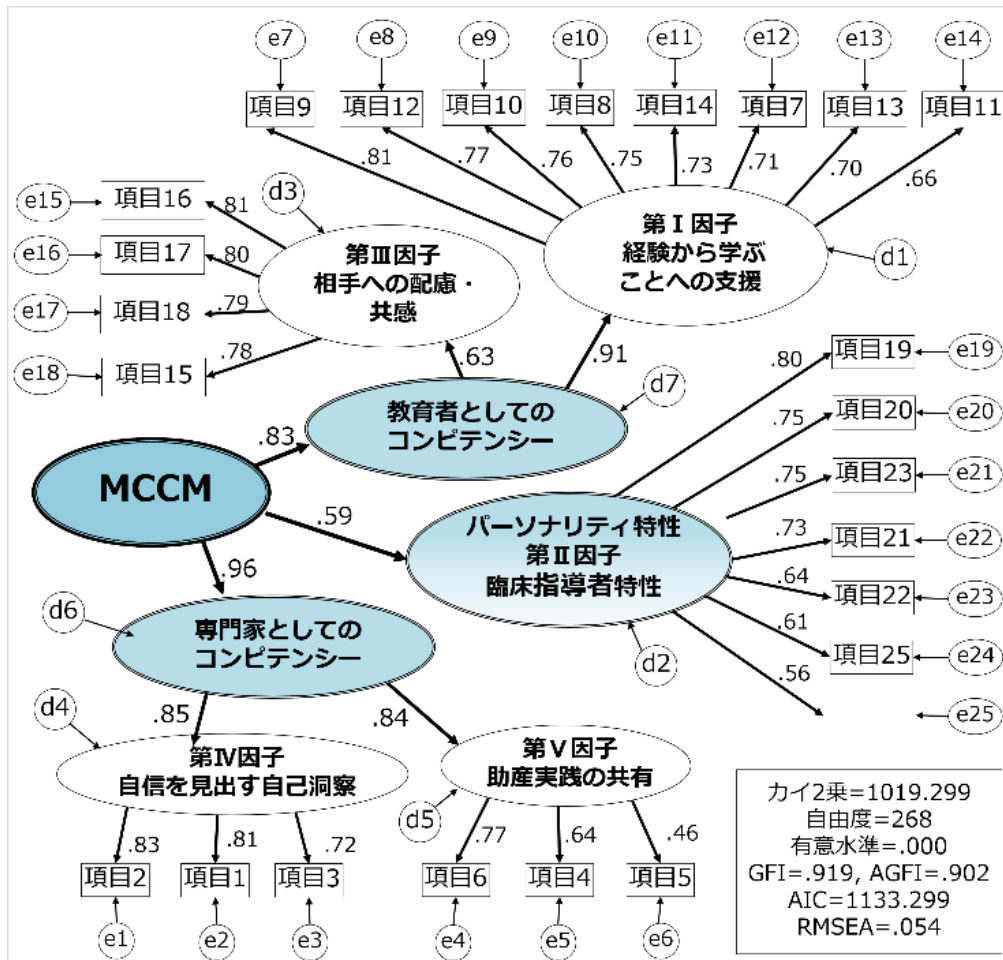 e7
e8
e9
e10
e11
e12
e13
e14
項目9
項目12
項目10
項目8
項目14
項目7
項目13
項目11
.81
.77
.76
.75
.73
.71
.70
.66
e15
項目16
.81
d3
e16
項目17
.80
e17
項目18
.79
e18
項目15
.78
第Ⅲ因子
相手への配慮・
共感
第Ⅰ因子
経験から学ぶ
ことへの支援
d1
.63
.91
教育者としての
コンピテンシー
d7
.83
MCCM
.59
.96
パーソナリティ特性
第Ⅱ因子
臨床指導者特性
d2
.80
項目19
e19
.75
項目20
e20
.75
項目23
e21
.73
項目21
e22
.64
項目22
e23
.61
項目25
e24
.56
e25
d6
専門家としての
コンピテンシー
.85
.84
d4
第Ⅳ因子
自信を見出す自己洞察
d5
第Ⅴ因子
助産実践の共有
.83
.81
.72
.77
.64
.46
項目2
項目1
項目3
項目6
項目4
項目5
e1
e2
e3
e4
e5
e6
カイ2乗=1019.299
自由度=268
有意水準=.000
GFI=.919, AGFI=.902
AIC=1133.299
RMSEA=.054